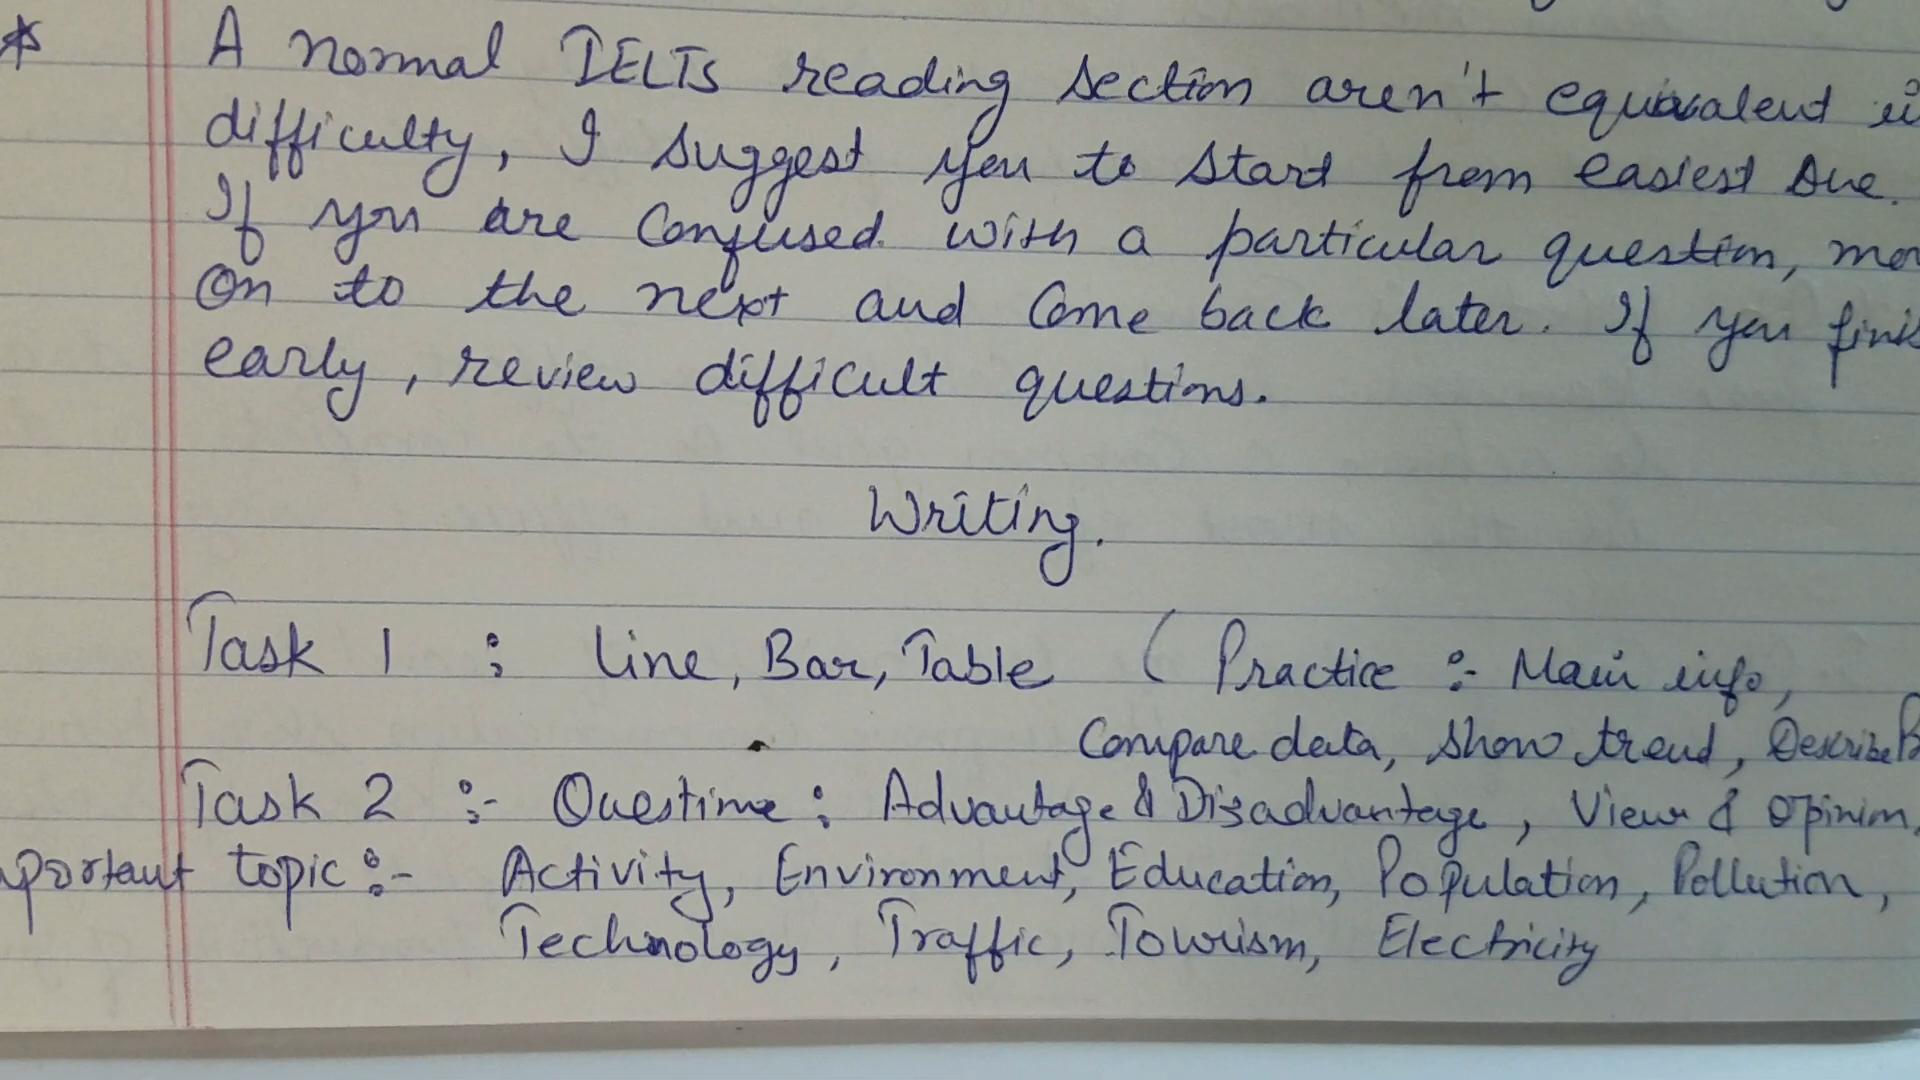 * A normal IELTS reading section aren't equivalent
difficulty, I suggest you to start from easiest one.
If you are Confused with a particular question,
On to the next and Come back later. If you
early, review difficult questions.
Writing.
Task 1 : line, Bar, Table ( Practice :- Main info,
Compare data, show trend, Describe
Task 2 :- Questions : Advantage & Disadvantage, View & Opinion,
topic :- Activity, Environment, Education, Population, Pollution,
Technology, Traffic, Tourism, Electricity